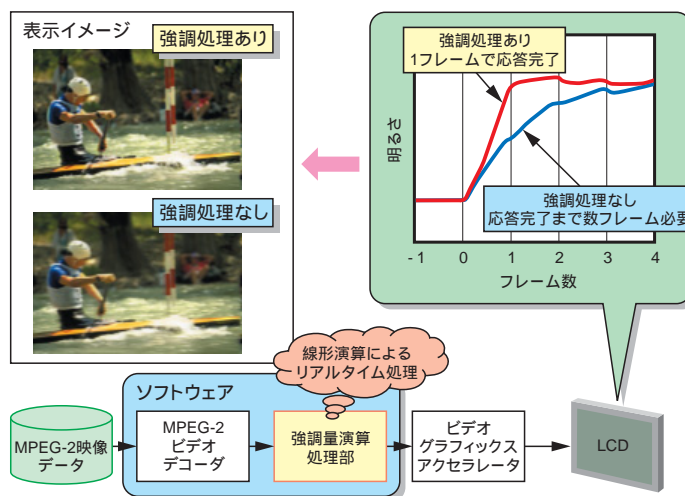 表示イメージ
強調処理あり
強調処理なし
強調処理あり
1フレームで応答完了
明るさ
強調処理なし
応答完了まで数フレーム必要
-1 0 1 2 3 4
フレーム数
線形演算による
リアルタイム処理
ソフトウェア
MPEG-2映像
データ
MPEG-2
ビデオ
デコーダ
強調量演算
処理部
ビデオ
グラフィックス
アクセラレータ
LCD